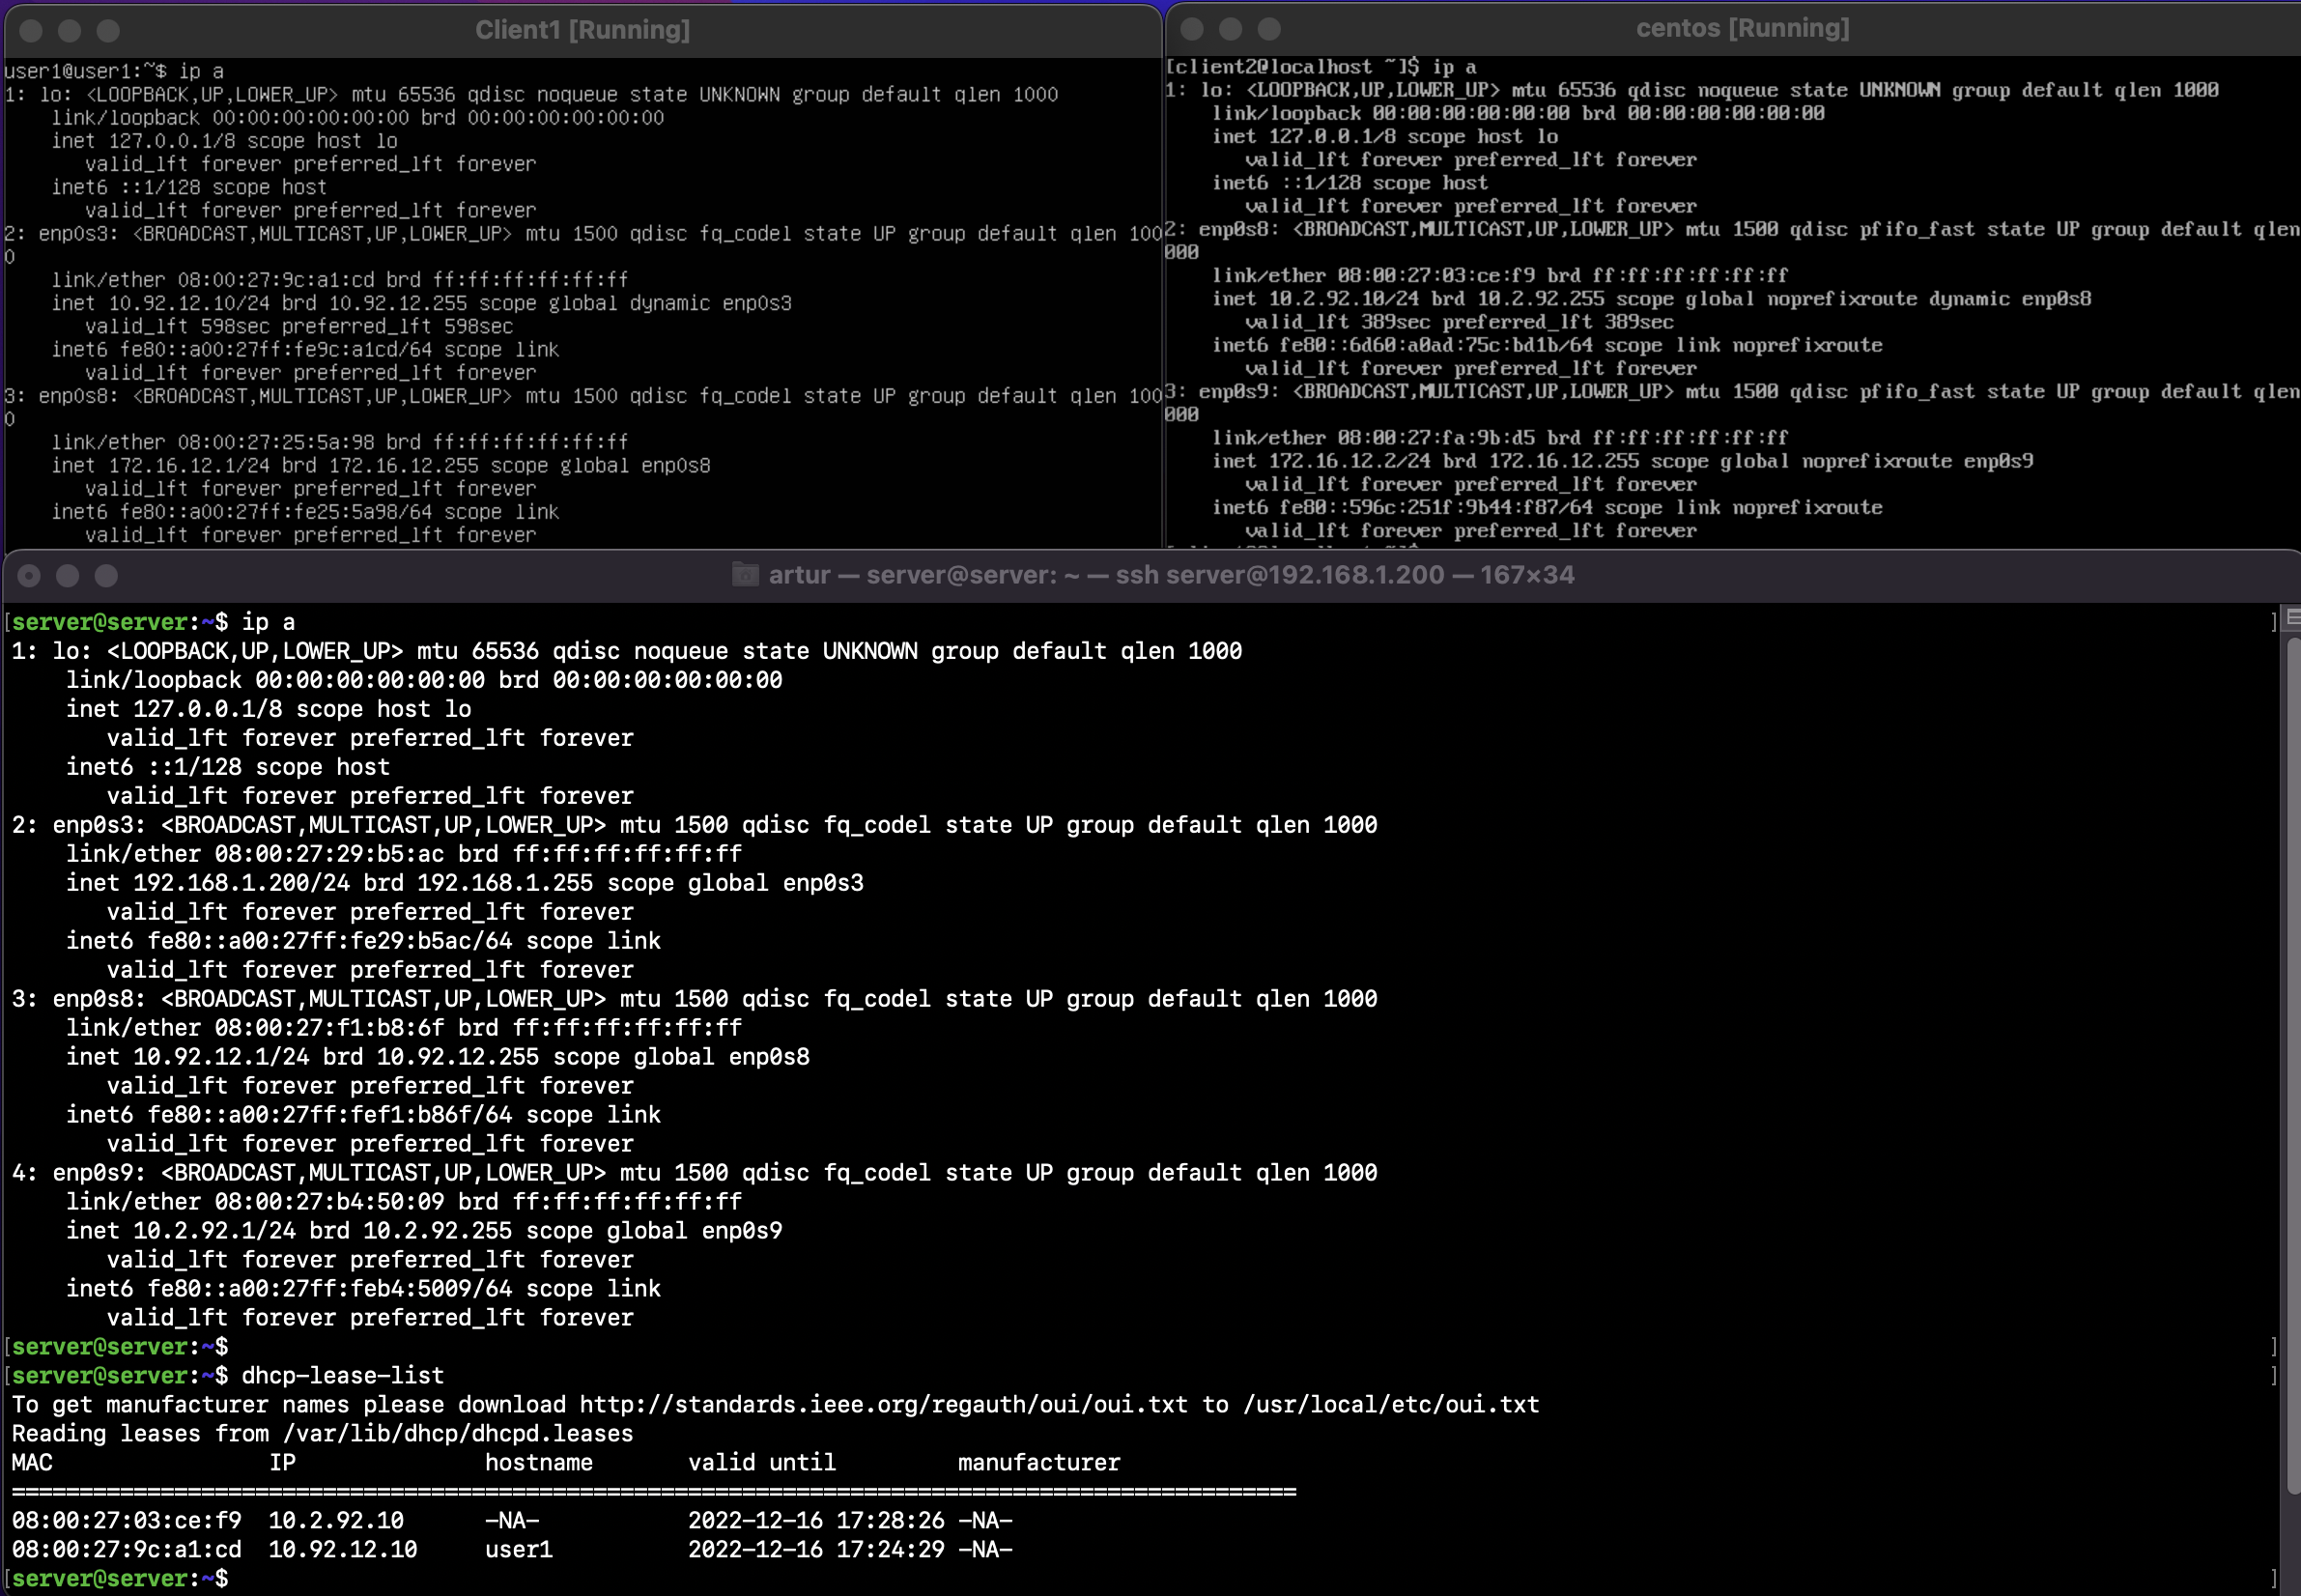 Client1 [Running]
user1@user1:~$ ip a
1: lo: <LOOPBACK,UP,LOWER_UP> mtu 65536 qdisc noqueue state UNKNOWN group default qlen 1000
    link/loopback 00:00:00:00:00:00 brd 00:00:00:00:00:00
    inet 127.0.0.1/8 scope host lo
       valid_lft forever preferred_lft forever
    inet6 ::1/128 scope host
       valid_lft forever preferred_lft forever
2: enp0s3: <BROADCAST,MULTICAST,UP,LOWER_UP> mtu 1500 qdisc fq_codel state UP group default qlen 100
0
    link/ether 08:00:27:9c:a1:cd brd ff:ff:ff:ff:ff:ff
    inet 10.92.12.10/24 brd 10.92.12.255 scope global dynamic enp0s3
       valid_lft 598sec preferred_lft 598sec
    inet6 fe80::a00:27ff:fe9c:a1cd/64 scope link
       valid_lft forever preferred_lft forever
3: enp0s8: <BROADCAST,MULTICAST,UP,LOWER_UP> mtu 1500 qdisc fq_codel state UP group default qlen 100
0
    link/ether 08:00:27:25:5a:98 brd ff:ff:ff:ff:ff:ff
    inet 172.16.12.1/24 brd 172.16.12.255 scope global enp0s8
       valid_lft forever preferred_lft forever
    inet6 fe80::a00:27ff:fe25:5a98/64 scope link
       valid_lft forever preferred_lft forever
centos [Running]
[client2@localhost ~]$ ip a
1: lo: <LOOPBACK,UP,LOWER_UP> mtu 65536 qdisc noqueue state UNKNOWN group default qlen 1000
    link/loopback 00:00:00:00:00:00 brd 00:00:00:00:00:00
    inet 127.0.0.1/8 scope host lo
       valid_lft forever preferred_lft forever
    inet6 ::1/128 scope host
       valid_lft forever preferred_lft forever
2: enp0s8: <BROADCAST,MULTICAST,UP,LOWER_UP> mtu 1500 qdisc pfifo_fast state UP group default qlen
000
    link/ether 08:00:27:03:ce:f9 brd ff:ff:ff:ff:ff:ff
    inet 10.2.92.10/24 brd 10.2.92.255 scope global noprefixroute dynamic enp0s8
       valid_lft 389sec preferred_lft 389sec
    inet6 fe80::6d60:a0ad:75c:bd1b/64 scope link noprefixroute
       valid_lft forever preferred_lft forever
3: enp0s9: <BROADCAST,MULTICAST,UP,LOWER_UP> mtu 1500 qdisc pfifo_fast state UP group default qlen
000
    link/ether 08:00:27:fa:9b:d5 brd ff:ff:ff:ff:ff:ff
    inet 172.16.12.2/24 brd 172.16.12.255 scope global noprefixroute enp0s9
       valid_lft forever preferred_lft forever
    inet6 fe80::596c:251f:9b44:f87/64 scope link noprefixroute
       valid_lft forever preferred_lft forever
artur — server@server: ~ — ssh server@192.168.1.200 — 167×34
[server@server:~$ ip a ]
1: lo: <LOOPBACK,UP,LOWER_UP> mtu 65536 qdisc noqueue state UNKNOWN group default qlen 1000
    link/loopback 00:00:00:00:00:00 brd 00:00:00:00:00:00
    inet 127.0.0.1/8 scope host lo
       valid_lft forever preferred_lft forever
    inet6 ::1/128 scope host
       valid_lft forever preferred_lft forever
2: enp0s3: <BROADCAST,MULTICAST,UP,LOWER_UP> mtu 1500 qdisc fq_codel state UP group default qlen 1000
    link/ether 08:00:27:29:b5:ac brd ff:ff:ff:ff:ff:ff
    inet 192.168.1.200/24 brd 192.168.1.255 scope global enp0s3
       valid_lft forever preferred_lft forever
    inet6 fe80::a00:27ff:fe29:b5ac/64 scope link
       valid_lft forever preferred_lft forever
3: enp0s8: <BROADCAST,MULTICAST,UP,LOWER_UP> mtu 1500 qdisc fq_codel state UP group default qlen 1000
    link/ether 08:00:27:f1:b8:6f brd ff:ff:ff:ff:ff:ff
    inet 10.92.12.1/24 brd 10.92.12.255 scope global enp0s8
       valid_lft forever preferred_lft forever
    inet6 fe80::a00:27ff:fef1:b86f/64 scope link
       valid_lft forever preferred_lft forever
4: enp0s9: <BROADCAST,MULTICAST,UP,LOWER_UP> mtu 1500 qdisc fq_codel state UP group default qlen 1000
    link/ether 08:00:27:b4:50:09 brd ff:ff:ff:ff:ff:ff
    inet 10.2.92.1/24 brd 10.2.92.255 scope global enp0s9
       valid_lft forever preferred_lft forever
    inet6 fe80::a00:27ff:feb4:5009/64 scope link
       valid_lft forever preferred_lft forever
[server@server:~$ ]
[server@server:~$ dhcp-lease-list ]
To get manufacturer names please download http://standards.ieee.org/regauth/oui/oui.txt to /usr/local/etc/oui.txt
Reading leases from /var/lib/dhcp/dhcpd.leases
MAC                IP              hostname       valid until         manufacturer
===============================================================================================
08:00:27:03:ce:f9  10.2.92.10      -NA-           2022-12-16 17:28:26 -NA-
08:00:27:9c:a1:cd  10.92.12.10     user1          2022-12-16 17:24:29 -NA-
[server@server:~$ ]